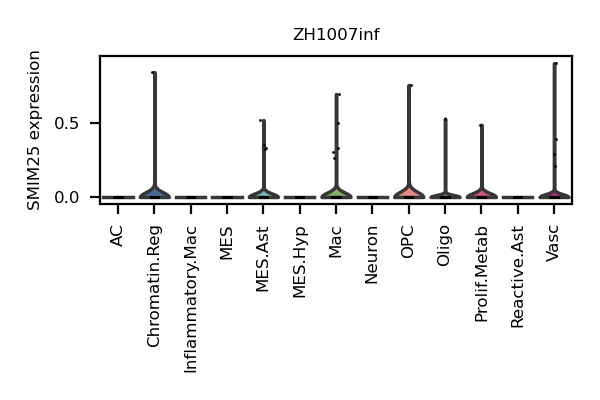 ZH1007inf
SMIM25 expression
0.5
0.0
AC
Chromatin.Reg
Inflammatory.Mac
MES
MES.Ast
MES.Hyp
Mac
Neuron
OPC
Oligo
Prolif.Metab
Reactive.Ast
Vasc